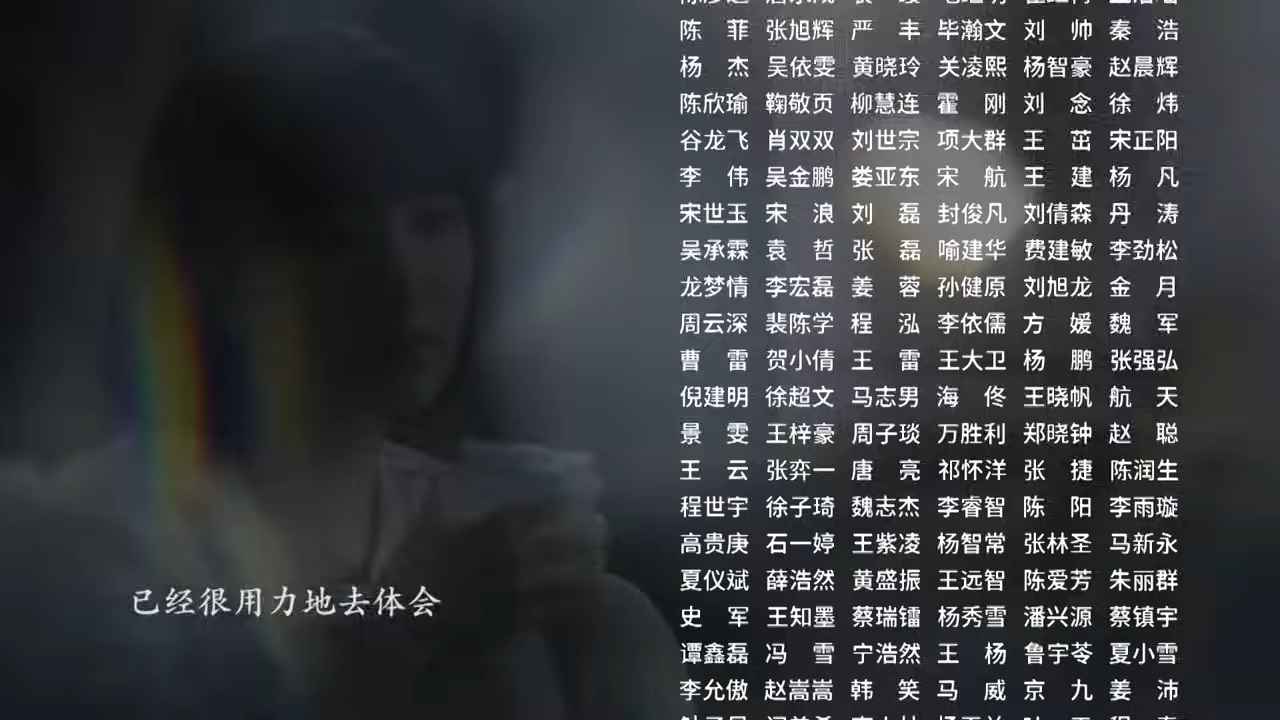 陈 菲 张旭辉 严 丰 毕瀚文 刘 帅 秦 浩
杨 杰 吴依雯 黄晓玲 关凌熙 杨智豪 赵晨辉
陈欣瑜 鞠敬页 柳慧连 霍 刚 刘 念 徐 炜
谷龙飞 肖双双 刘世宗 项大群 王 茁 宋正阳
李 伟 吴金鹏 娄亚东 宋 航 王 建 杨 凡
宋世玉 宋 浪 刘 磊 封俊凡 刘倩森 丹 涛
吴承霖 袁 哲 张 磊 喻建华 费建敏 李劲松
龙梦情 李宏磊 姜 蓉 孙健原 刘旭龙 金 月
周云深 裴陈学 程 泓 李依儒 方 媛 魏 军
曹 雷 贺小倩 王 雷 王大卫 杨 鹏 张强弘
倪建明 徐超文 马志男 海 佟 王晓帆 航 天
景 雯 王梓豪 周子琰 万胜利 郑晓钟 赵 聪
王 云 张弈一 唐 亮 祁怀洋 张 捷 陈润生
程世宇 徐子琦 魏志杰 李睿智 陈 阳 李雨璇
高贵庚 石一婷 王紫凌 杨智常 张林圣 马新永
夏仪斌 薛浩然 黄盛振 王远智 陈爱芳 朱丽群
已经很用力地去体会
史 军 王知墨 蔡瑞镭 杨秀雪 潘兴源 蔡镇宇
谭鑫磊 冯 雪 宁浩然 王 杨 鲁宇苓 夏小雪
李允傲 赵嵩嵩 韩 笑 马 威 京 九 姜 沛